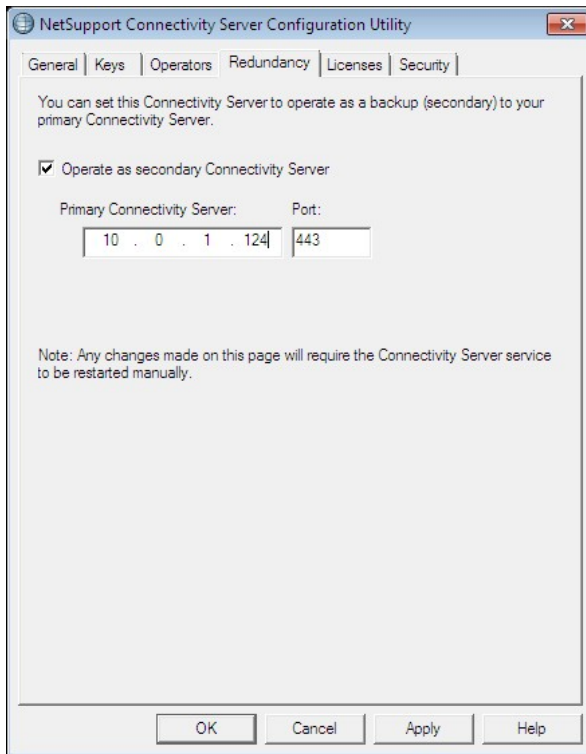 NetSupport Connectivity Server Configuration Utility
General Keys Operators Redundancy Licenses Security
You can set this Connectivity Server to operate as a backup (secondary) to your
primary Connectivity Server.
Operate as secondary Connectivity Server
Primary Connectivity Server: Port:
10 . 0 . 1 . 124 443
Note: Any changes made on this page will require the Connectivity Server service
to be restarted manually.
OK Cancel Apply Help